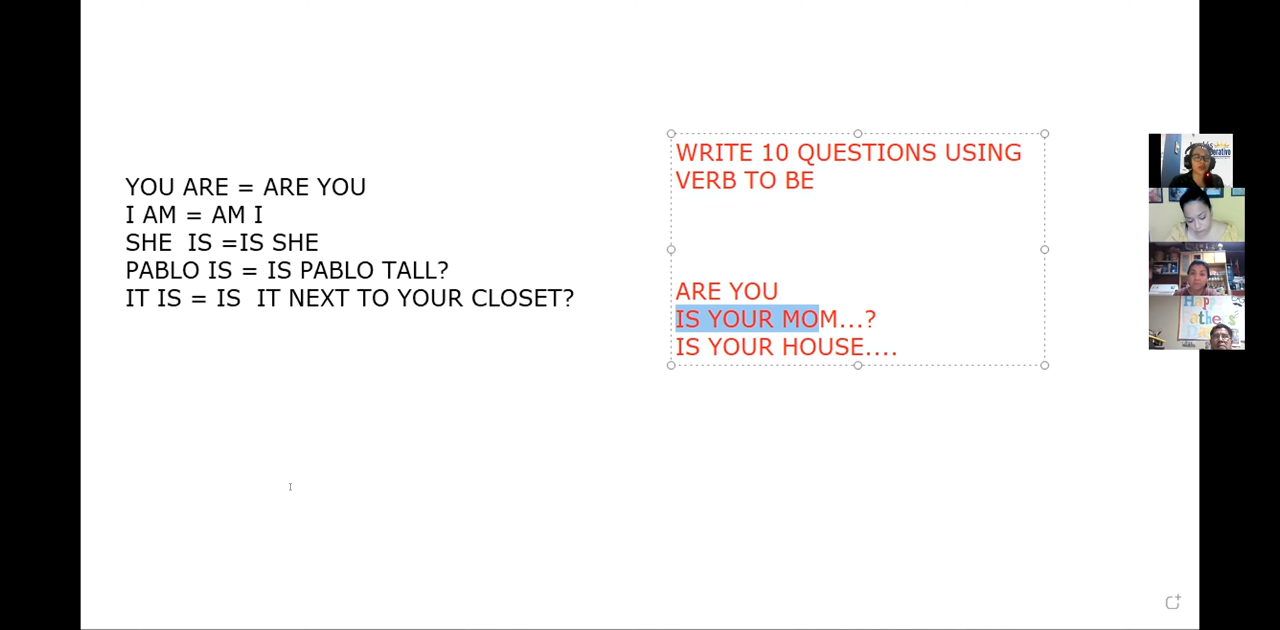 YOU ARE = ARE YOU
I AM = AM I
SHE  IS =IS SHE
PABLO IS = IS PABLO TALL?
IT IS = IS  IT NEXT TO YOUR CLOSET?
WRITE 10 QUESTIONS USING
VERB TO BE
ARE YOU
IS YOUR MOM...?
IS YOUR HOUSE....
Happy